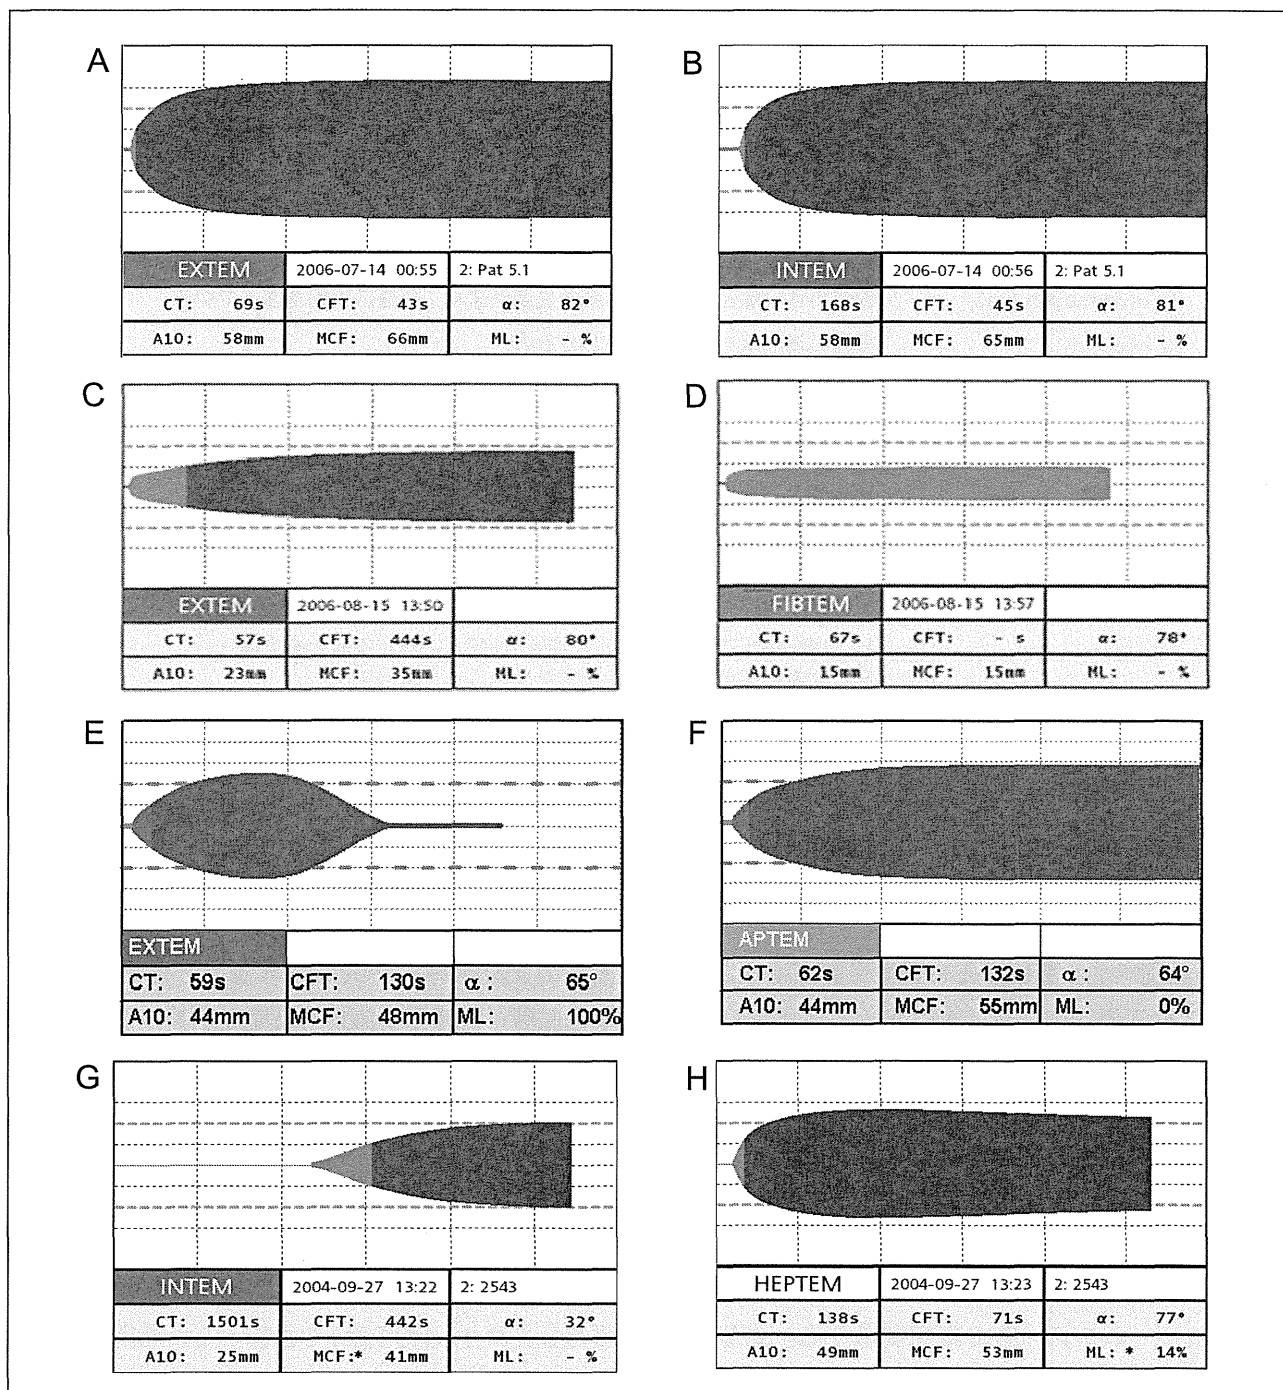 A
EXTEM 2006-07-14 00:55 2: Pat 5.1
CT: 69s CFT: 43s α: 82°
A10: 58mm MCF: 66mm ML: - %
B
INTEM 2006-07-14 00:56 2: Pat 5.1
CT: 168s CFT: 45s α: 81°
A10: 58mm MCF: 65mm ML: - %
C
EXTEM 2006-08-15 13:50
CT: 57s CFT: 444s α: 80°
A10: 23mm MCF: 35mm ML: - %
D
FIBTEM 2006-08-15 13:57
CT: 67s CFT: - s α: 78°
A10: 15mm MCF: 15mm ML: - %
E
EXTEM
CT: 59s CFT: 130s α : 65°
A10: 44mm MCF: 48mm ML: 100%
F
APTEM
CT: 62s CFT: 132s α : 64°
A10: 44mm MCF: 55mm ML: 0%
G
INTEM 2004-09-27 13:22 2: 2543
CT: 1501s CFT: 442s α: 32°
A10: 25mm MCF:* 41mm ML: - %
H
HEPTEM 2004-09-27 13:23 2: 2543
CT: 138s CFT: 71s α: 77°
A10: 49mm MCF: 53mm ML: * 14%